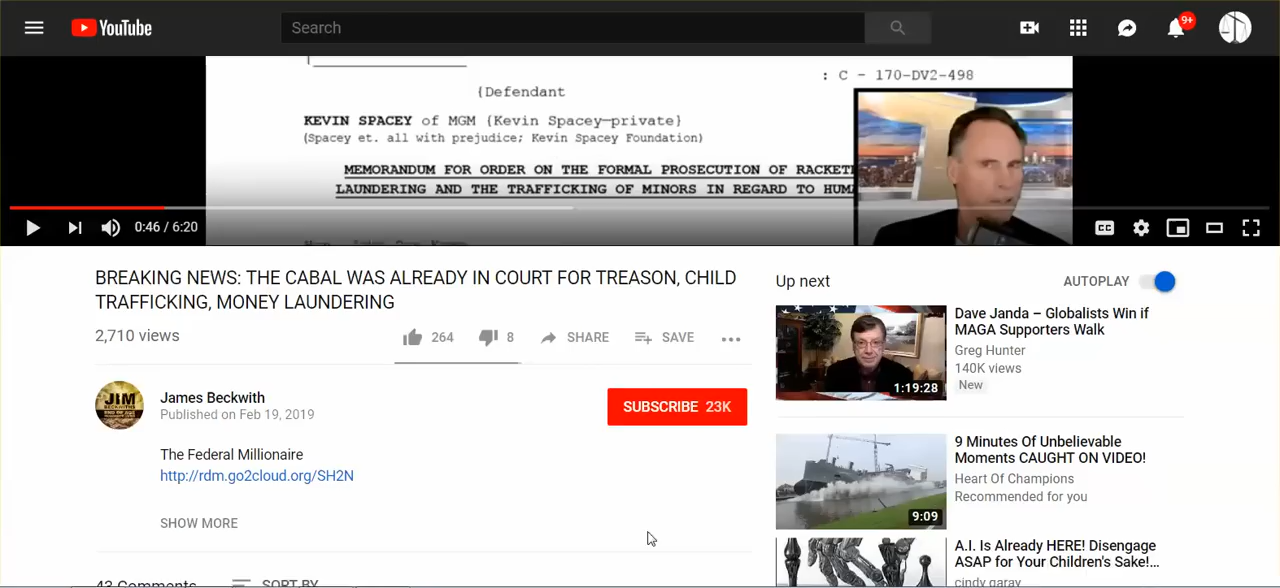 YouTube
Search
9+
: C - 170-DV2-498
{Defendant
KEVIN SPACEY of MGM {Kevin Spacey—private}
(Spacey et. all with prejudice; Kevin Spacey Foundation)
MEMORANDUM FOR ORDER ON THE FORMAL PROSECUTION OF RACKET
LAUNDERING AND THE TRAFFICKING OF MINORS IN REGARD TO HUM
0:46 / 6:20
CC
BREAKING NEWS: THE CABAL WAS ALREADY IN COURT FOR TREASON, CHILD
TRAFFICKING, MONEY LAUNDERING
2,710 views
264
8
SHARE
SAVE
JIM
BECKWITH'S
James Beckwith
Published on Feb 19, 2019
SUBSCRIBE 23K
The Federal Millionaire
http://rdm.go2cloud.org/SH2N
SHOW MORE
43 Comments
SORT BY
Up next
AUTOPLAY
1:19:28
Dave Janda – Globalists Win if
MAGA Supporters Walk
Greg Hunter
140K views
New
9:09
9 Minutes Of Unbelievable
Moments CAUGHT ON VIDEO!
Heart Of Champions
Recommended for you
A.I. Is Already HERE! Disengage
ASAP for Your Children's Sake!...
cindy garay